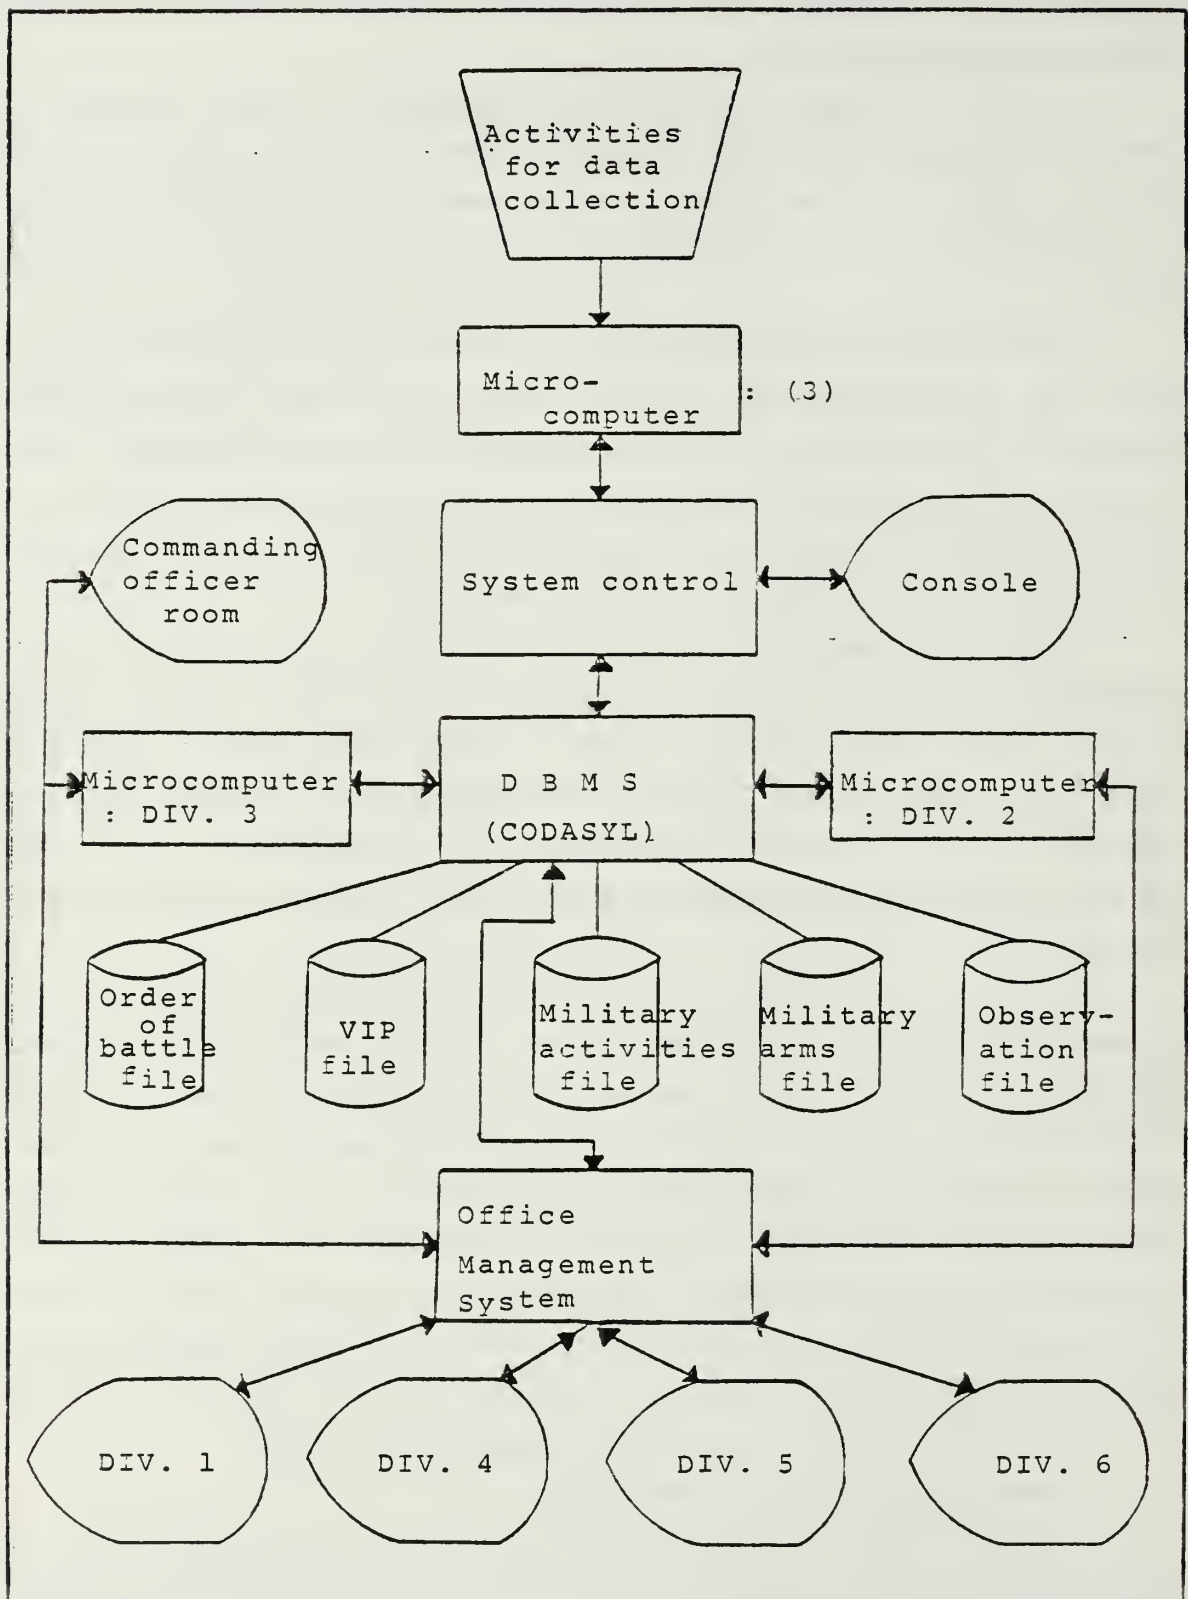 Activities
for data
collection
Micro-
computer
: (3)
Commanding
officer
room
System control
Console
Microcomputer
: DIV. 3
D B M S
(CODASYL)
Microcomputer
: DIV. 2
Order
of
battle
file
VIP
file
Military
activities
file
Military
arms
file
Observ-
ation
file
Office
Management
System
DIV. 1
DIV. 4
DIV. 5
DIV. 6